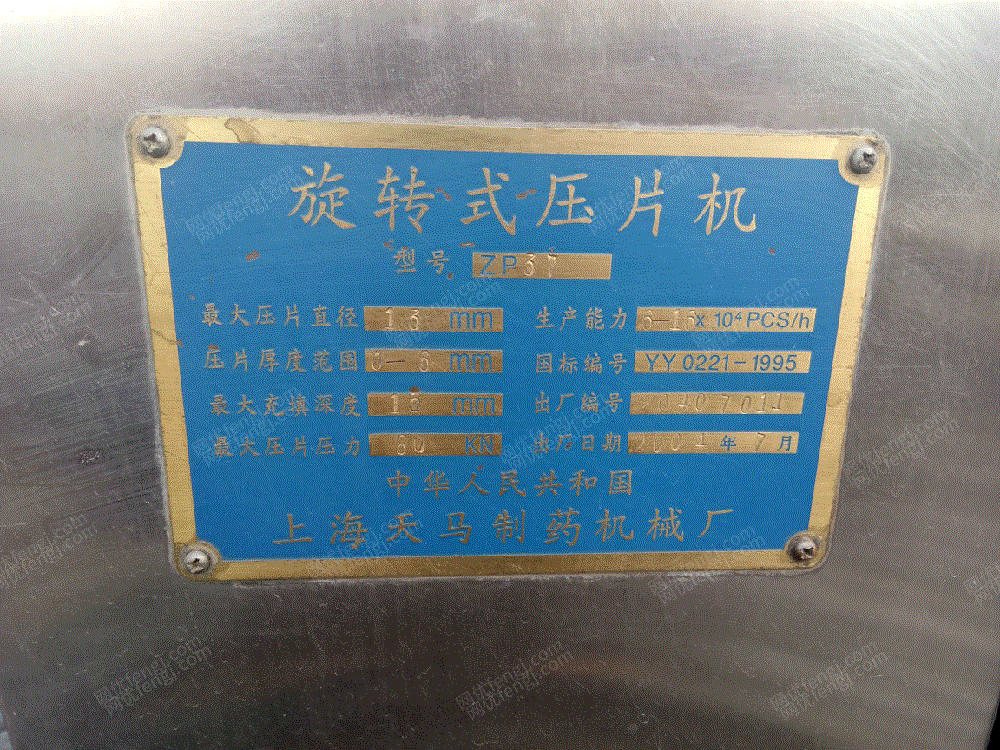 旋转式压片机
型号 ZP37
最大压片直径 13 mm 生产能力 x 10⁴ PCS/h
压片厚度范围 mm 国标编号 YY 0221-1995
最大充填深度 mm 出厂编号
最大压片压力 80 KN 出厂日期 年 7 月
中华人民共和国
上海天马制药机械厂